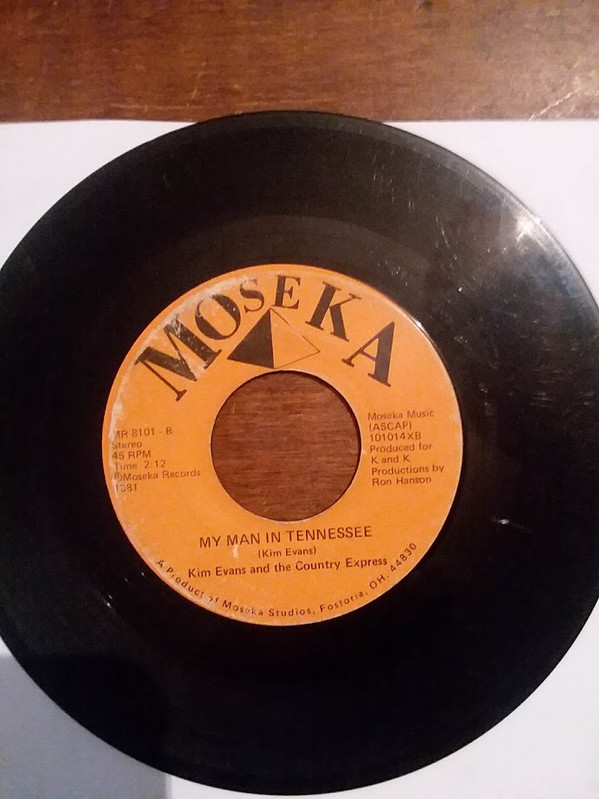 MOSEKA
MR 8101 - B
Stereo
45 RPM
Time 2:12
℗Moseka Records
1981
Moseka Music
(ASCAP)
101014XB
Produced for
K and K
Productions by
Ron Hanson
MY MAN IN TENNESSEE
(Kim Evans)
Kim Evans and the Country Express
A Product of Moseka Studios, Fostoria, OH. 44830